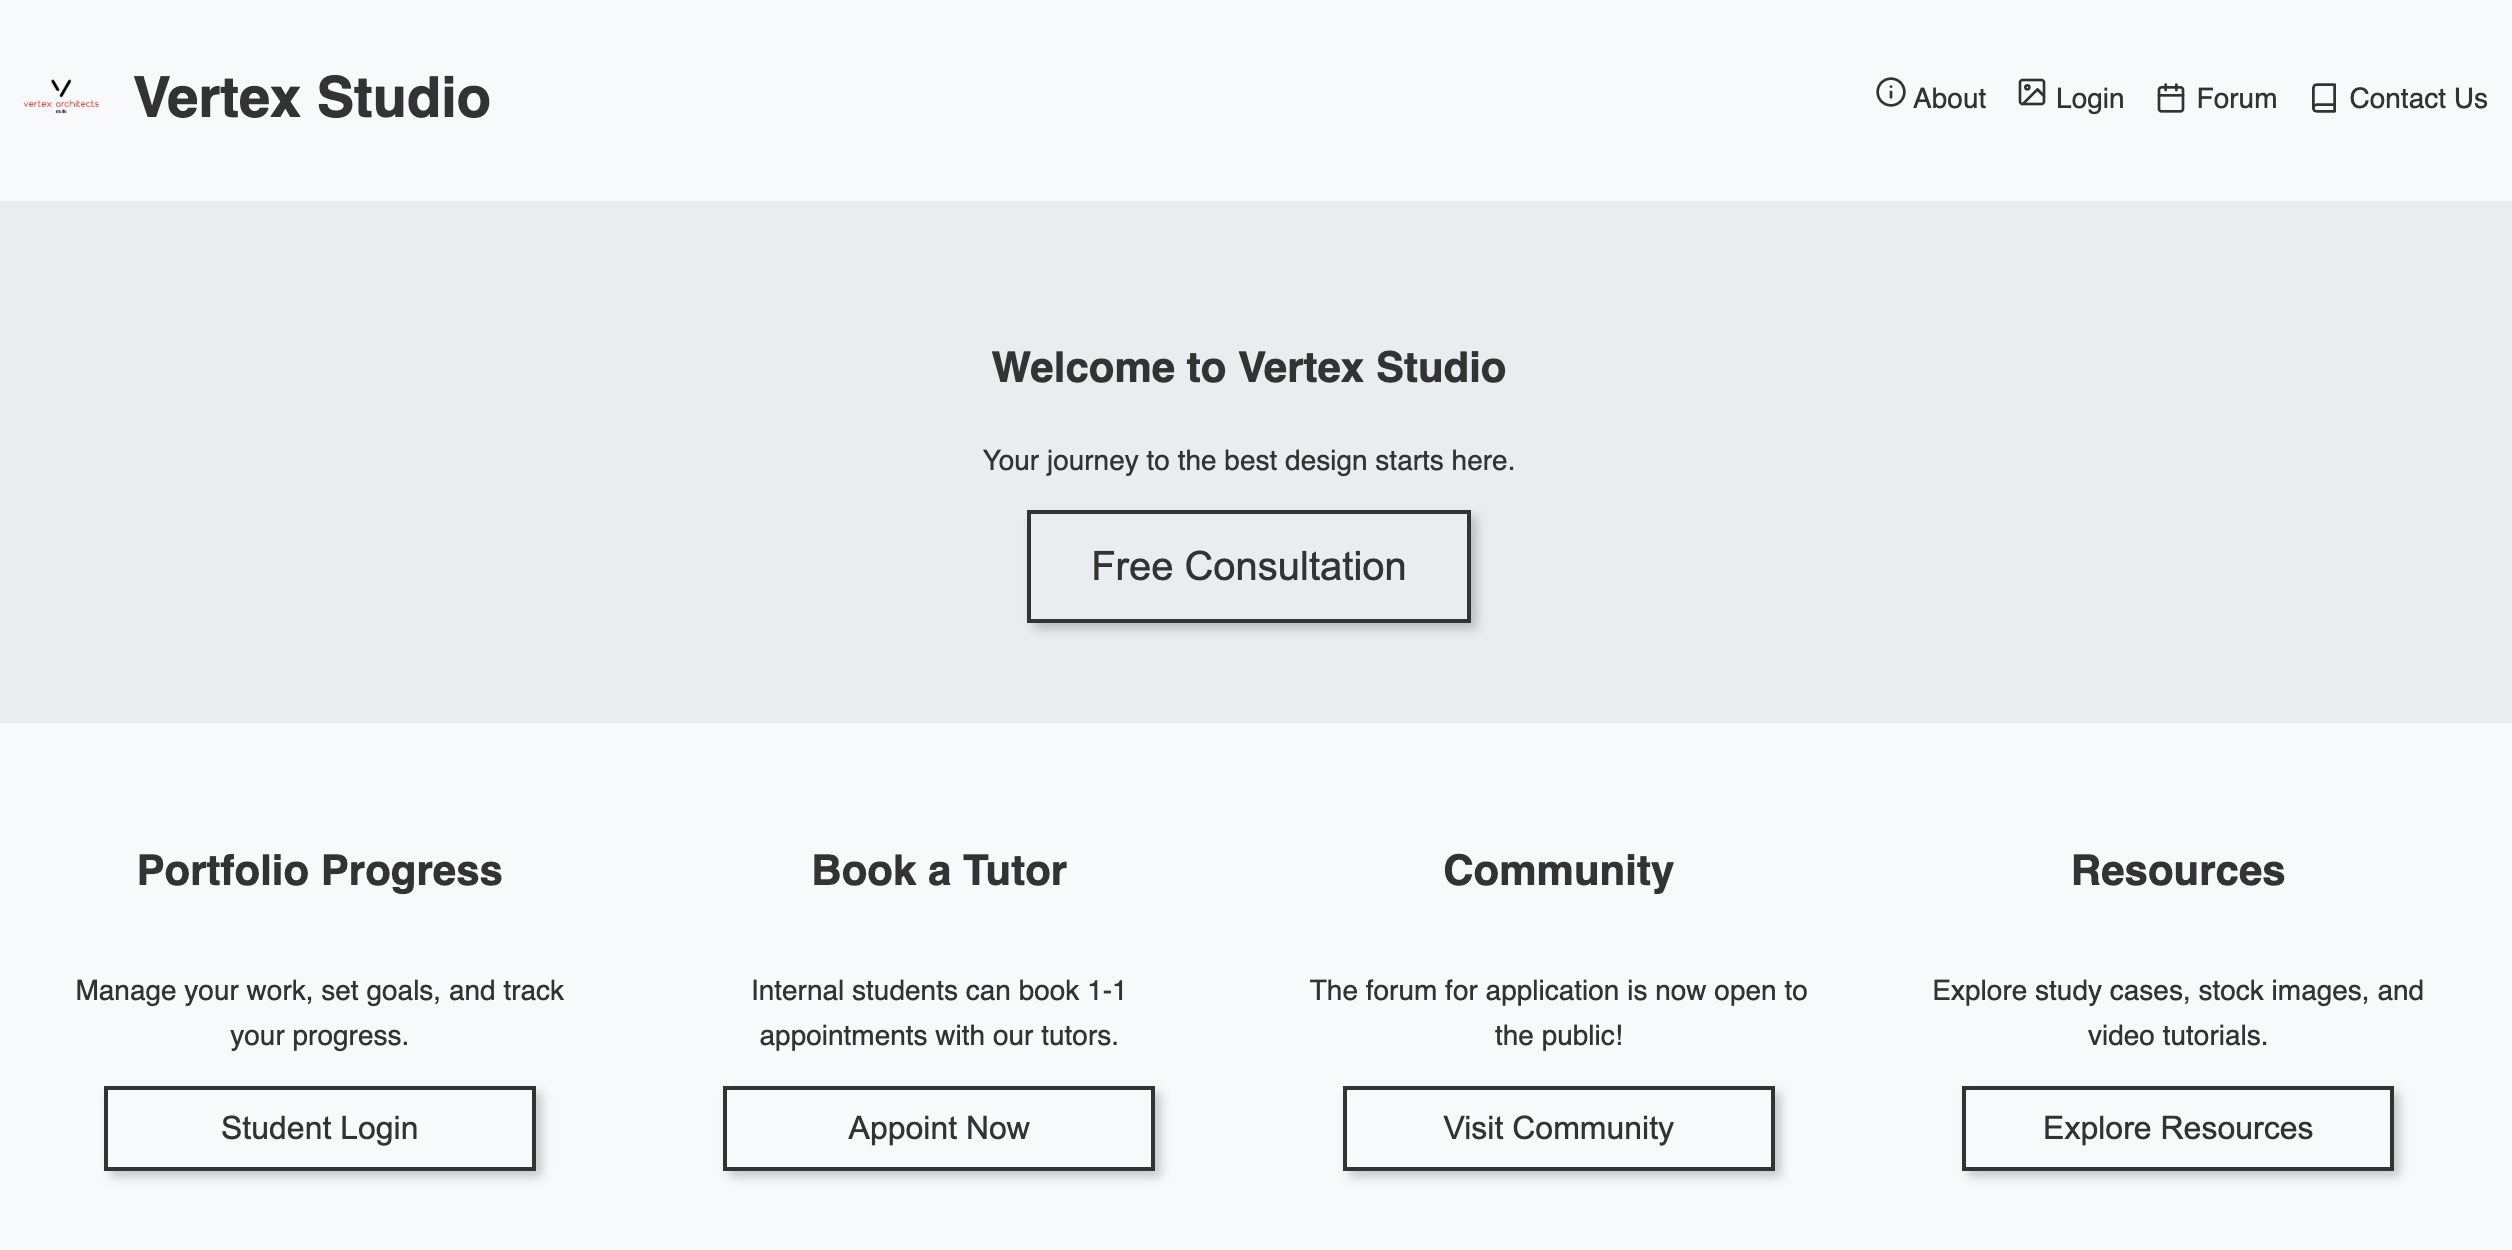 vertex architects
Vertex Studio
About
Login
Forum
Contact Us
Welcome to Vertex Studio
Your journey to the best design starts here.
Free Consultation
Portfolio Progress
Manage your work, set goals, and track
your progress.
Student Login
Book a Tutor
Internal students can book 1-1
appointments with our tutors.
Appoint Now
Community
The forum for application is now open to
the public!
Visit Community
Resources
Explore study cases, stock images, and
video tutorials.
Explore Resources